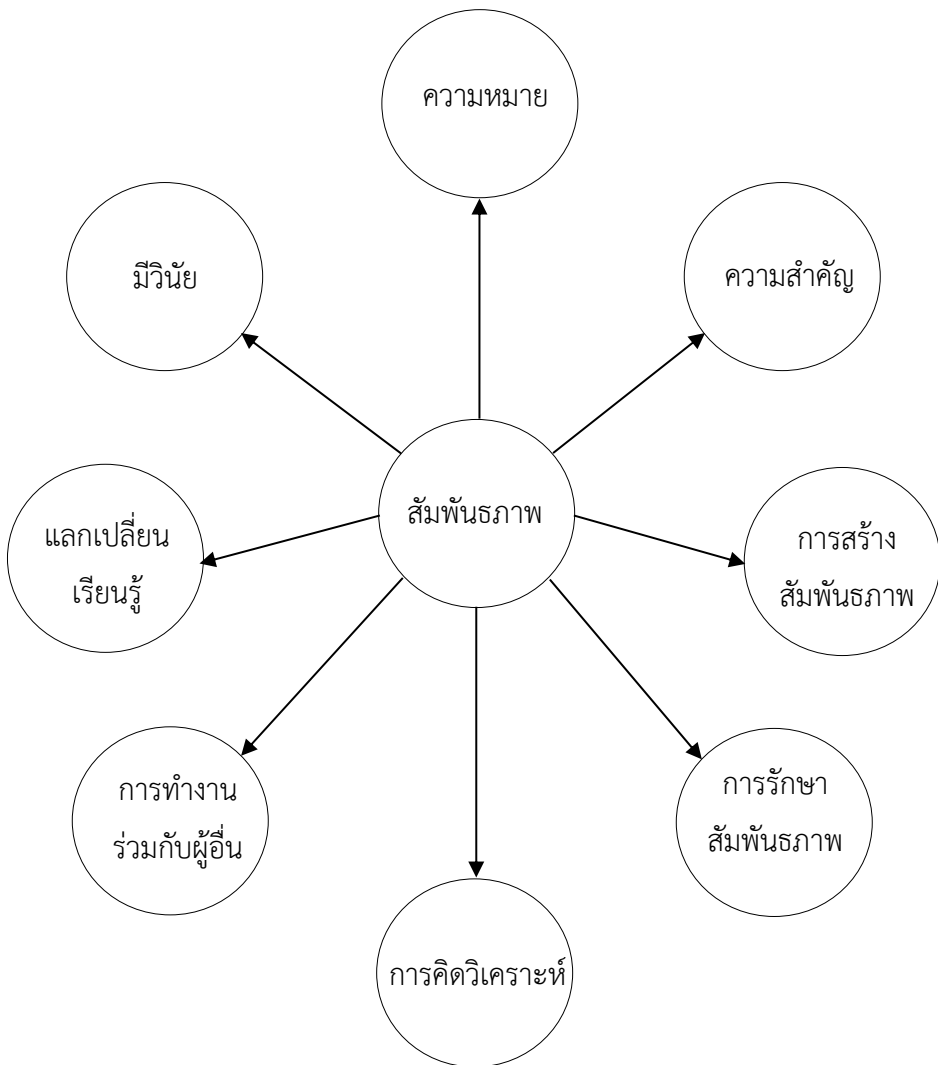 ความหมาย
มีวินัย
ความสำคัญ
สัมพันธภาพ
แลกเปลี่ยน
เรียนรู้
การสร้าง
สัมพันธภาพ
การทำงาน
ร่วมกับผู้อื่น
การรักษา
สัมพันธภาพ
การคิดวิเคราะห์